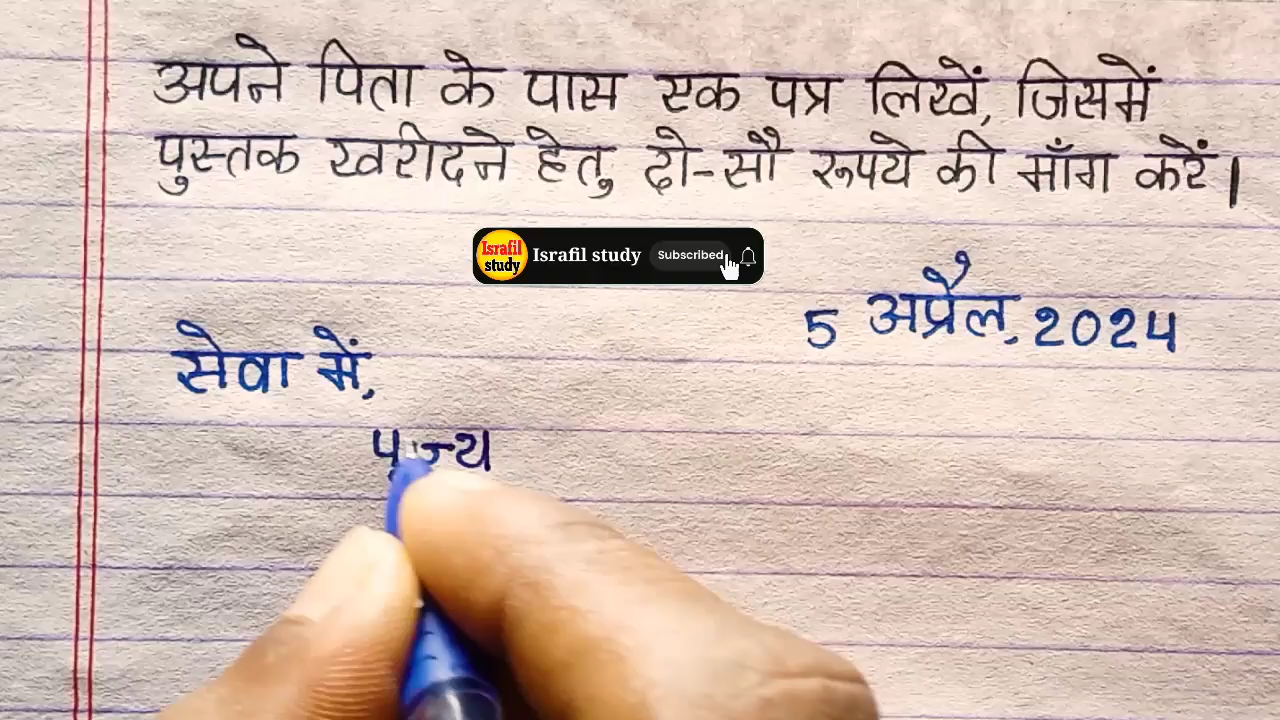 अपने पिता के पास एक पत्र लिखें, जिसमें
पुस्तक खरीदने हेतु दो-सौ रूपये की माँग करें।
Israfil study Israfil study Subscribed
5 अप्रैल, 2024
सेवा में,
पूज्य